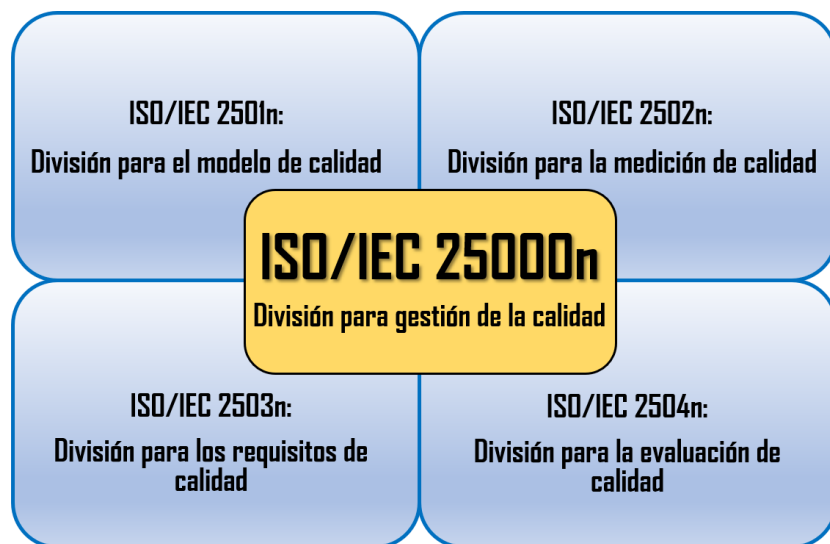 ISO/IEC 2501n:
División para el modelo de calidad
ISO/IEC 2502n:
División para la medición de calidad
ISO/IEC 25000n
División para gestión de la calidad
ISO/IEC 2503n:
División para los requisitos de
calidad
ISO/IEC 2504n:
División para la evaluación de
calidad